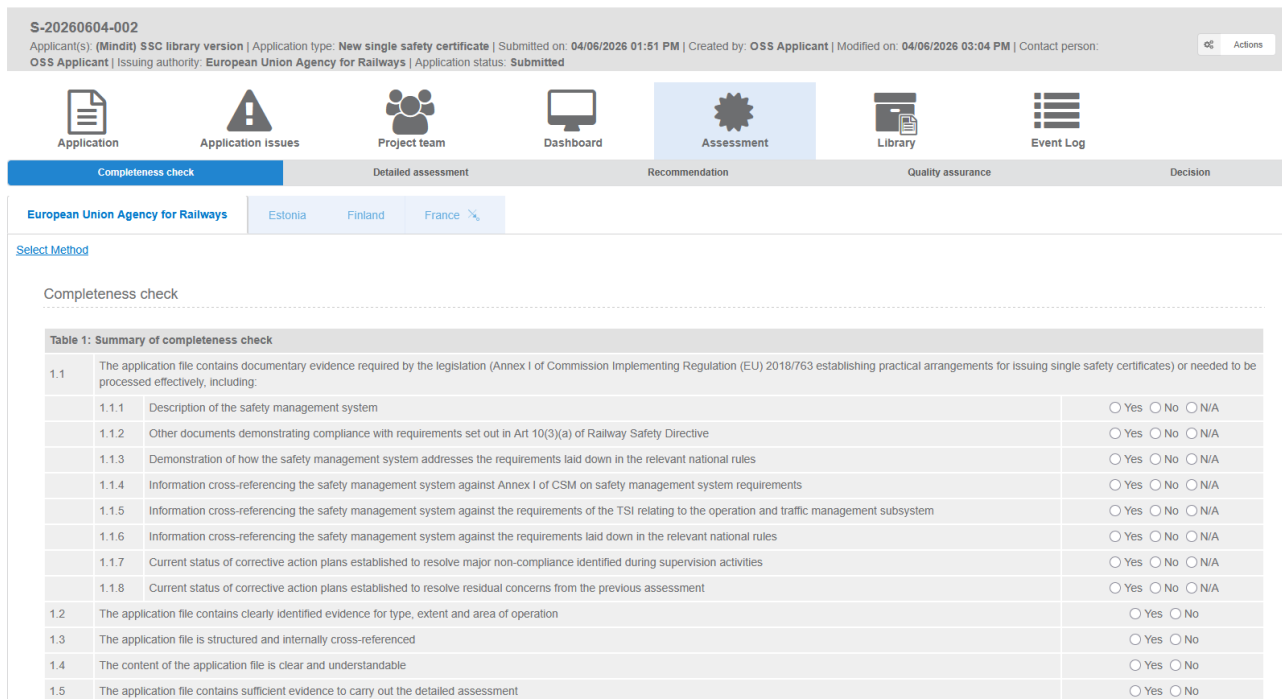 S-20260604-002
Applicant(s): (Mindit) SSC library version | Application type: New single safety certificate | Submitted on: 04/06/2026 01:51 PM | Created by: OSS Applicant | Modified on: 04/06/2026 03:04 PM | Contact person:
OSS Applicant | Issuing authority: European Union Agency for Railways | Application status: Submitted
Actions
Application
Application issues
Project team
Dashboard
Assessment
Library
Event Log
Completeness check
Detailed assessment
Recommendation
Quality assurance
Decision
European Union Agency for Railways
Estonia
Finland
France
Select Method
Completeness check
Table 1: Summary of completeness check
1.1 The application file contains documentary evidence required by the legislation (Annex I of Commission Implementing Regulation (EU) 2018/763 establishing practical arrangements for issuing single safety certificates) or needed to be
processed effectively, including:
1.1.1 Description of the safety management system Yes No N/A
1.1.2 Other documents demonstrating compliance with requirements set out in Art 10(3)(a) of Railway Safety Directive Yes No N/A
1.1.3 Demonstration of how the safety management system addresses the requirements laid down in the relevant national rules Yes No N/A
1.1.4 Information cross-referencing the safety management system against Annex I of CSM on safety management system requirements Yes No N/A
1.1.5 Information cross-referencing the safety management system against the requirements of the TSI relating to the operation and traffic management subsystem Yes No N/A
1.1.6 Information cross-referencing the safety management system against the requirements laid down in the relevant national rules Yes No N/A
1.1.7 Current status of corrective action plans established to resolve major non-compliance identified during supervision activities Yes No N/A
1.1.8 Current status of corrective action plans established to resolve residual concerns from the previous assessment Yes No N/A
1.2 The application file contains clearly identified evidence for type, extent and area of operation Yes No
1.3 The application file is structured and internally cross-referenced Yes No
1.4 The content of the application file is clear and understandable Yes No
1.5 The application file contains sufficient evidence to carry out the detailed assessment Yes No